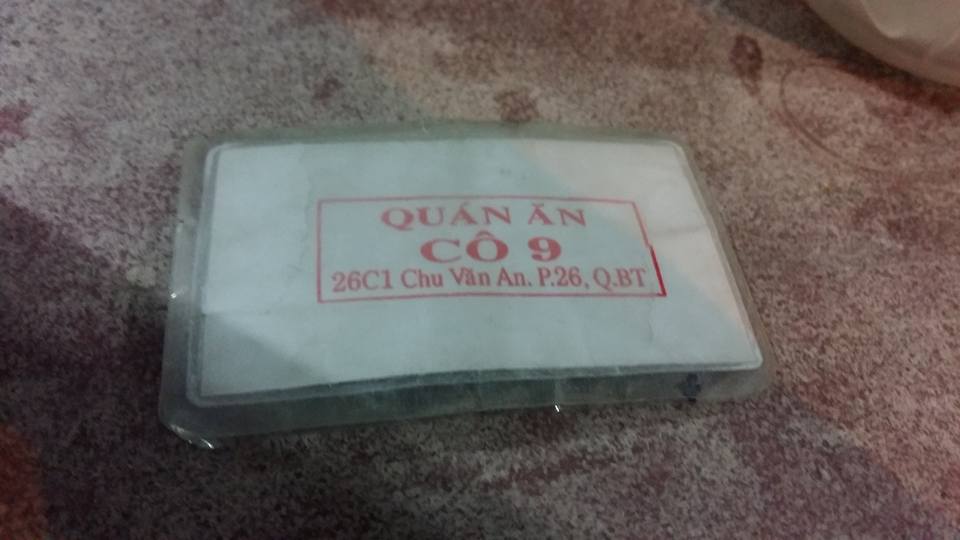 QUÁN ĂN
CÔ 9
26C1 Chu Văn An. P.26, Q.BT